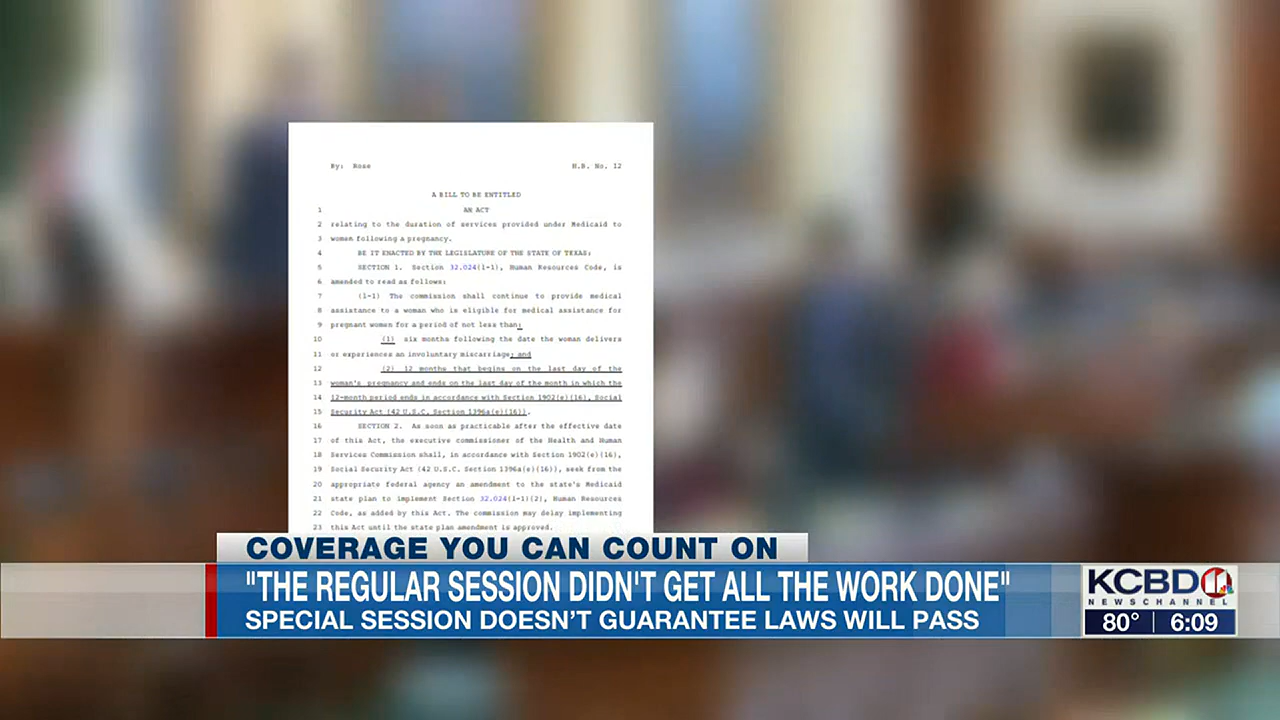 By: Rose H.B. No. 12
A BILL TO BE ENTITLED
1 AN ACT
2 relating to the duration of services provided under Medicaid to
3 women following a pregnancy.
4 BE IT ENACTED BY THE LEGISLATURE OF THE STATE OF TEXAS:
5 SECTION 1. Section 32.024(l-1), Human Resources Code, is
6 amended to read as follows:
7 (l-1) The commission shall continue to provide medical
8 assistance to a woman who is eligible for medical assistance for
9 pregnant women for a period of not less than:
10 (1) six months following the date the woman delivers
11 or experiences an involuntary miscarriage; and
12 (2) 12 months that begins on the last day of the
13 woman's pregnancy and ends on the last day of the month in which the
14 12-month period ends in accordance with Section 1902(e)(16), Social
15 Security Act (42 U.S.C. Section 1396a(e)(16)).
16 SECTION 2. As soon as practicable after the effective date
17 of this Act, the executive commissioner of the Health and Human
18 Services Commission shall, in accordance with Section 1902(e)(16),
19 Social Security Act (42 U.S.C. Section 1396a(e)(16)), seek from the
20 appropriate federal agency an amendment to the state's Medicaid
21 state plan to implement Section 32.024(l-1)(2), Human Resources
22 Code, as added by this Act. The commission may delay implementing
23 this Act until the state plan amendment is approved.
COVERAGE YOU CAN COUNT ON
"THE REGULAR SESSION DIDN'T GET ALL THE WORK DONE"
SPECIAL SESSION DOESN'T GUARANTEE LAWS WILL PASS
KCBD 11
NEWSCHANNEL
80° 6:09